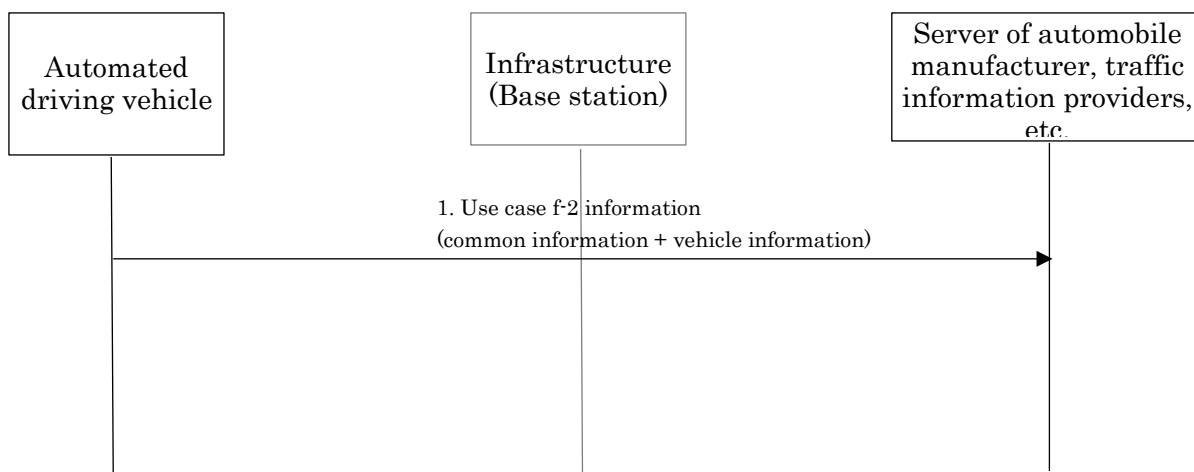 Automated
driving vehicle
Infrastructure
(Base station)
Server of automobile
manufacturer, traffic
information providers,
etc.
1. Use case f-2 information
(common information + vehicle information)